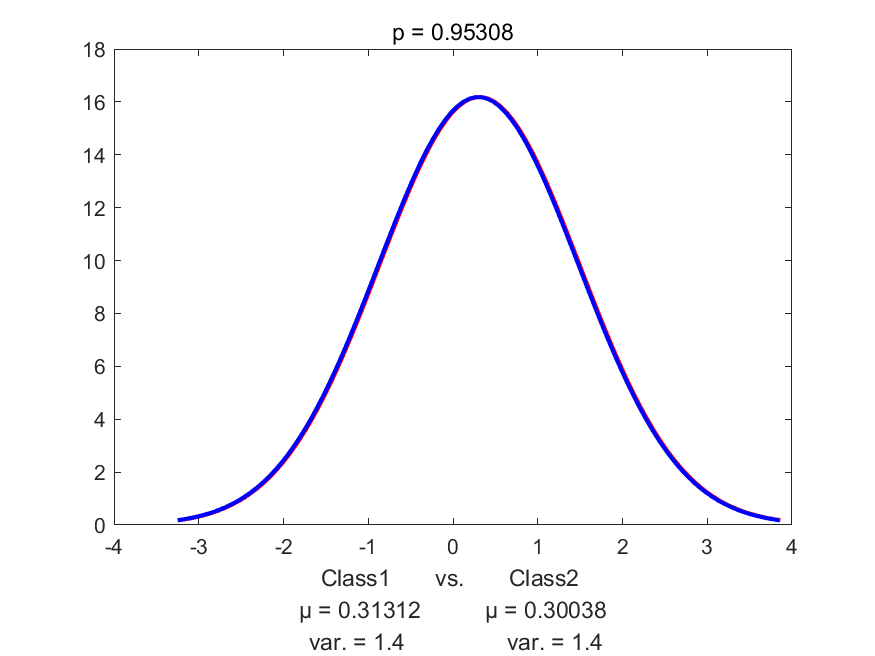 p = 0.95308
18
16
14
12
10
8
6
4
2
0
-4 -3 -2 -1 0 1 2 3 4
Class1 vs. Class2
μ = 0.31312 μ = 0.30038
var. = 1.4 var. = 1.4